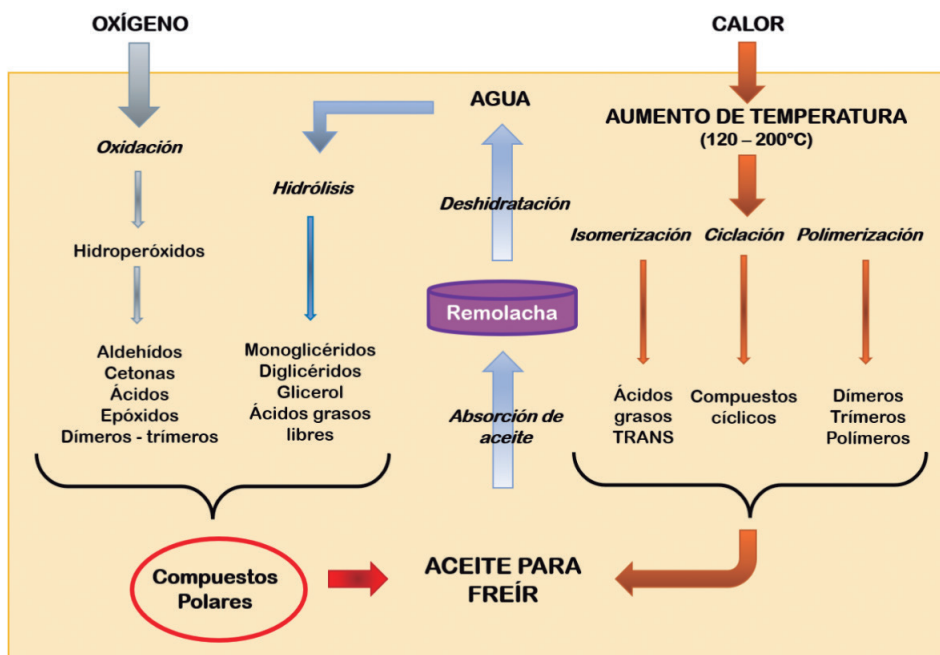 OXÍGENO
CALOR
AGUA
AUMENTO DE TEMPERATURA
(120 – 200°C)
Oxidación
Hidrólisis
Deshidratación
Isomerización
Ciclación
Polimerización
Hidroperóxidos
Remolacha
Aldehídos
Cetonas
Ácidos
Epóxidos
Dímeros - trímeros
Monoglicéridos
Diglicéridos
Glicerol
Ácidos grasos
libres
Absorción de
aceite
Ácidos
grasos
TRANS
Compuestos
cíclicos
Dímeros
Trímeros
Polímeros
Compuestos
Polares
ACEITE PARA
FREÍR